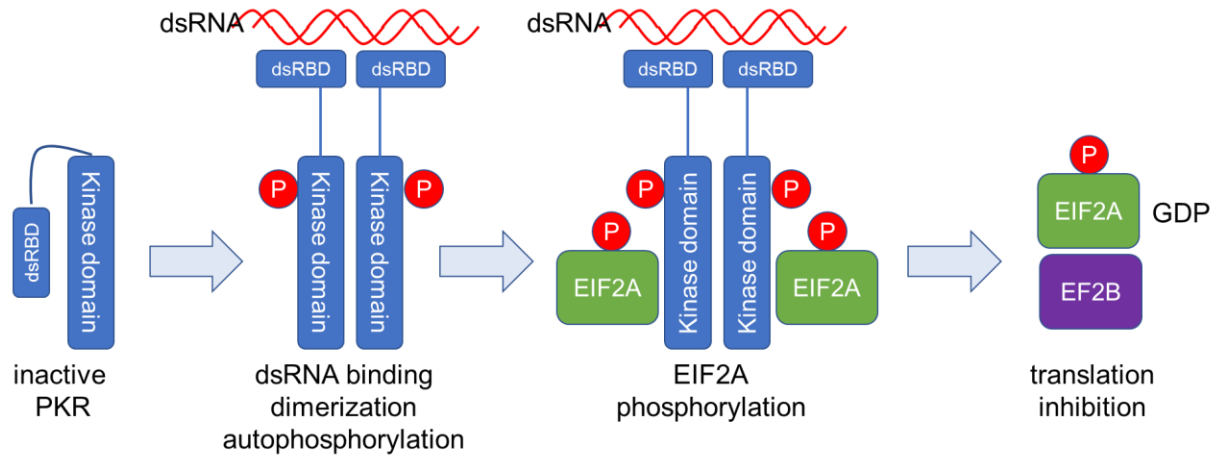 dsRNA
dsRBD
dsRBD
dsRNA
dsRBD
dsRBD
dsRBD
Kinase domain
P
Kinase domain
Kinase domain
P
P
Kinase domain
Kinase domain
P
P
EIF2A
P
EIF2A
P
EIF2A
GDP
EF2B
inactive
PKR
dsRNA binding
dimerization
autophosphorylation
EIF2A
phosphorylation
translation
inhibition